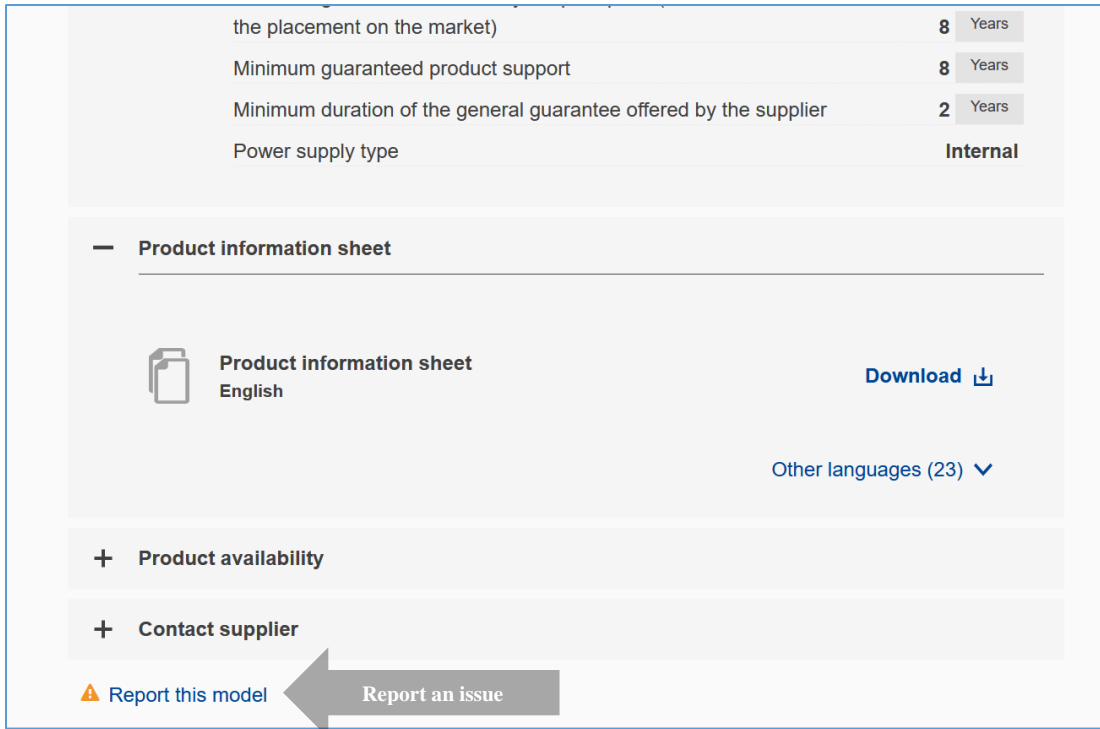 the placement on the market) 8 Years
Minimum guaranteed product support 8 Years
Minimum duration of the general guarantee offered by the supplier 2 Years
Power supply type Internal
Product information sheet
Product information sheet
English
Download
Other languages (23)
Product availability
Contact supplier
Report this model
Report an issue